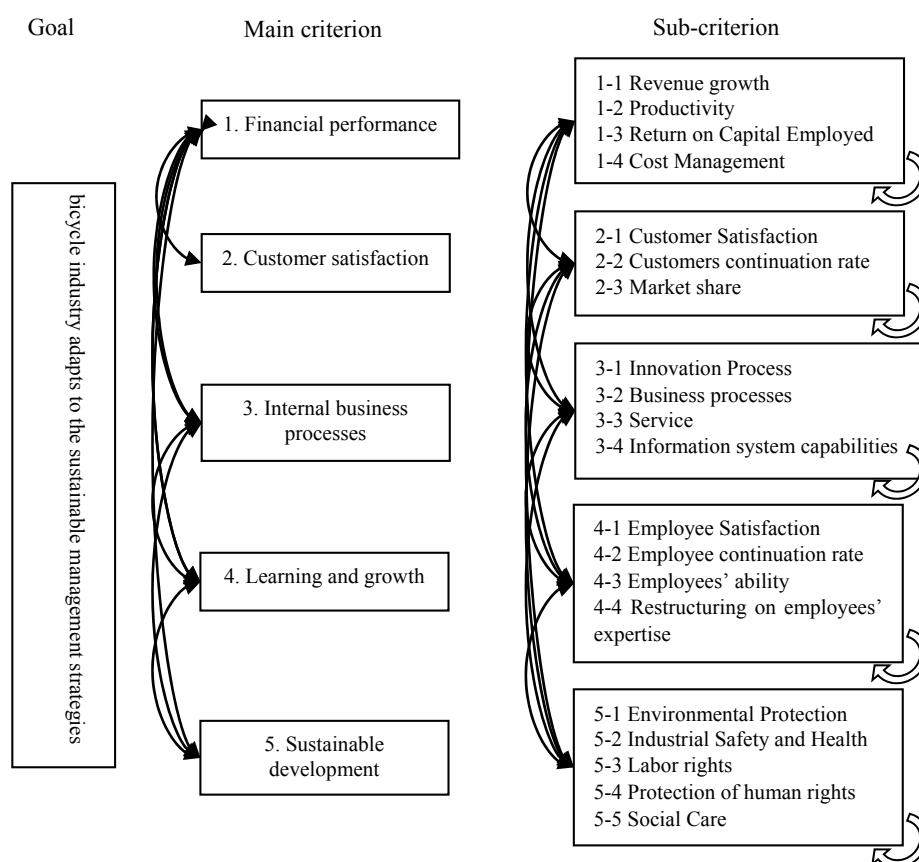 Goal
Main criterion
Sub-criterion
bicycle industry adapts to the sustainable management strategies
1. Financial performance
2. Customer satisfaction
3. Internal business
processes
4. Learning and growth
5. Sustainable
development
1-1 Revenue growth
1-2 Productivity
1-3 Return on Capital Employed
1-4 Cost Management
2-1 Customer Satisfaction
2-2 Customers continuation rate
2-3 Market share
3-1 Innovation Process
3-2 Business processes
3-3 Service
3-4 Information system capabilities
4-1 Employee Satisfaction
4-2 Employee continuation rate
4-3 Employees’ ability
4-4 Restructuring on employees’
expertise
5-1 Environmental Protection
5-2 Industrial Safety and Health
5-3 Labor rights
5-4 Protection of human rights
5-5 Social Care